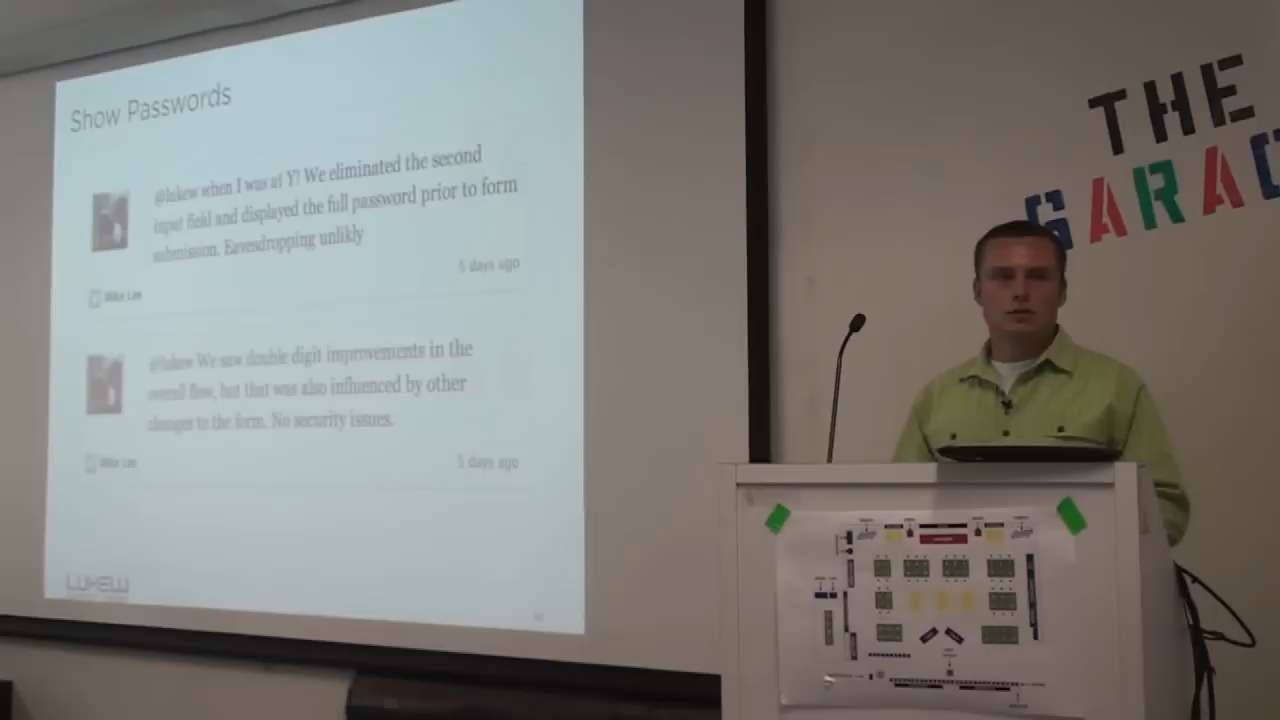 Show Passwords
@lukew when I was at Y! We eliminated the second
input field and displayed the full password prior to form
submission. Eavesdropping unlikly
5 days ago
Mike Lee
@lukew We saw double digit improvements in the
overall flow, but that was also influenced by other
changes to the form. No security issues.
Mike Lee
5 days ago
LUKEW
THE
GARAG